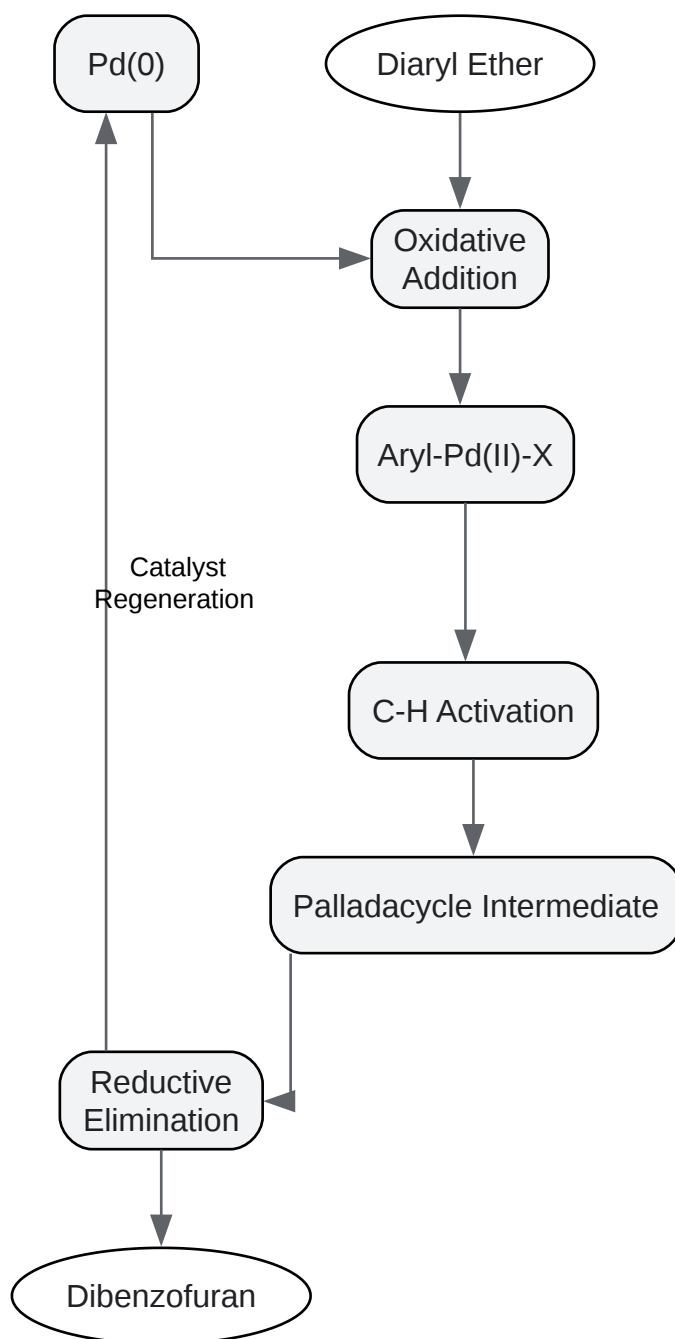 Pd(0)
Diaryl Ether
Oxidative
Addition
Aryl-Pd(II)-X
Catalyst
Regeneration
C-H Activation
Palladacycle Intermediate
Reductive
Elimination
Dibenzofuran